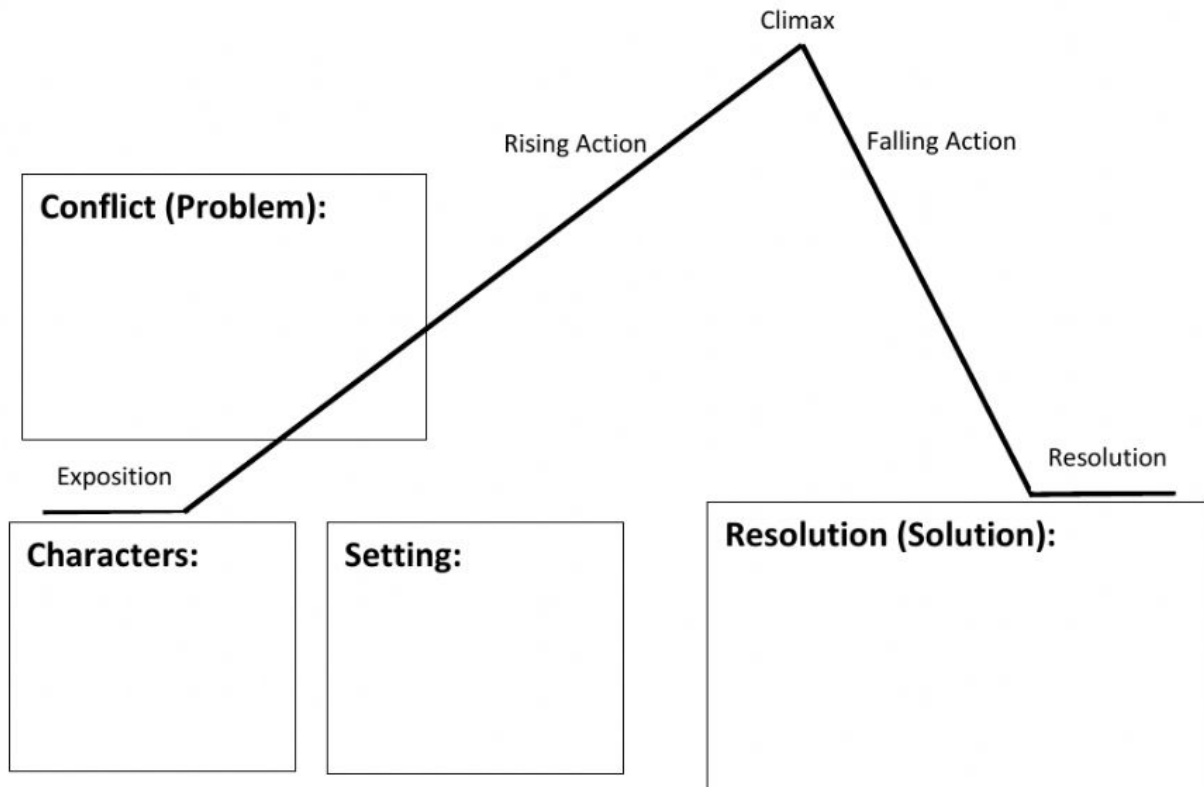 Climax
Rising Action
Falling Action
Conflict (Problem):
Exposition
Resolution
Characters:
Setting:
Resolution (Solution):